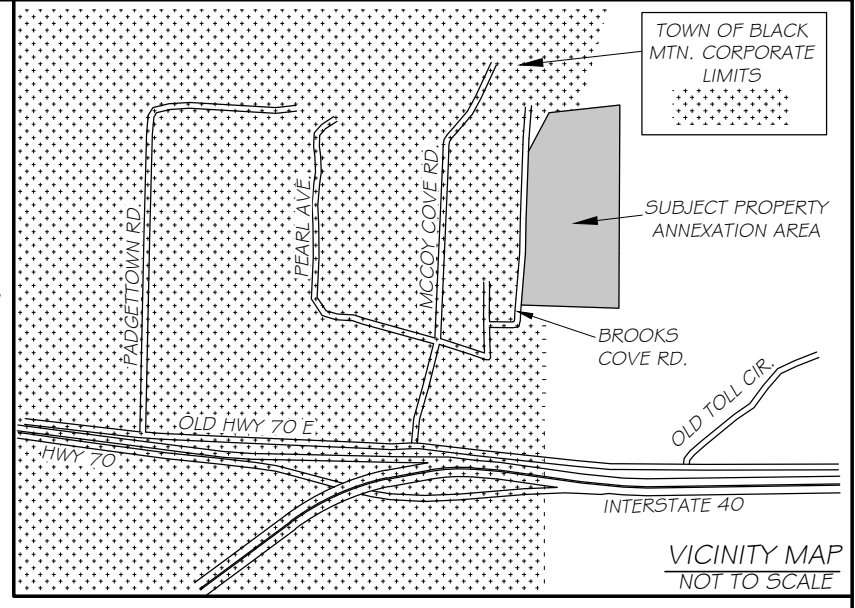 TOWN OF BLACK
MTN. CORPORATE
LIMITS
SUBJECT PROPERTY
ANNEXATION AREA
PADGETTOWN RD.
PEARL AVE.
MCCOY COVE RD.
BROOKS
COVE RD.
OLD TOLL CIR.
OLD HWY 70 E
HWY 70
INTERSTATE 40
VICINITY MAP
NOT TO SCALE